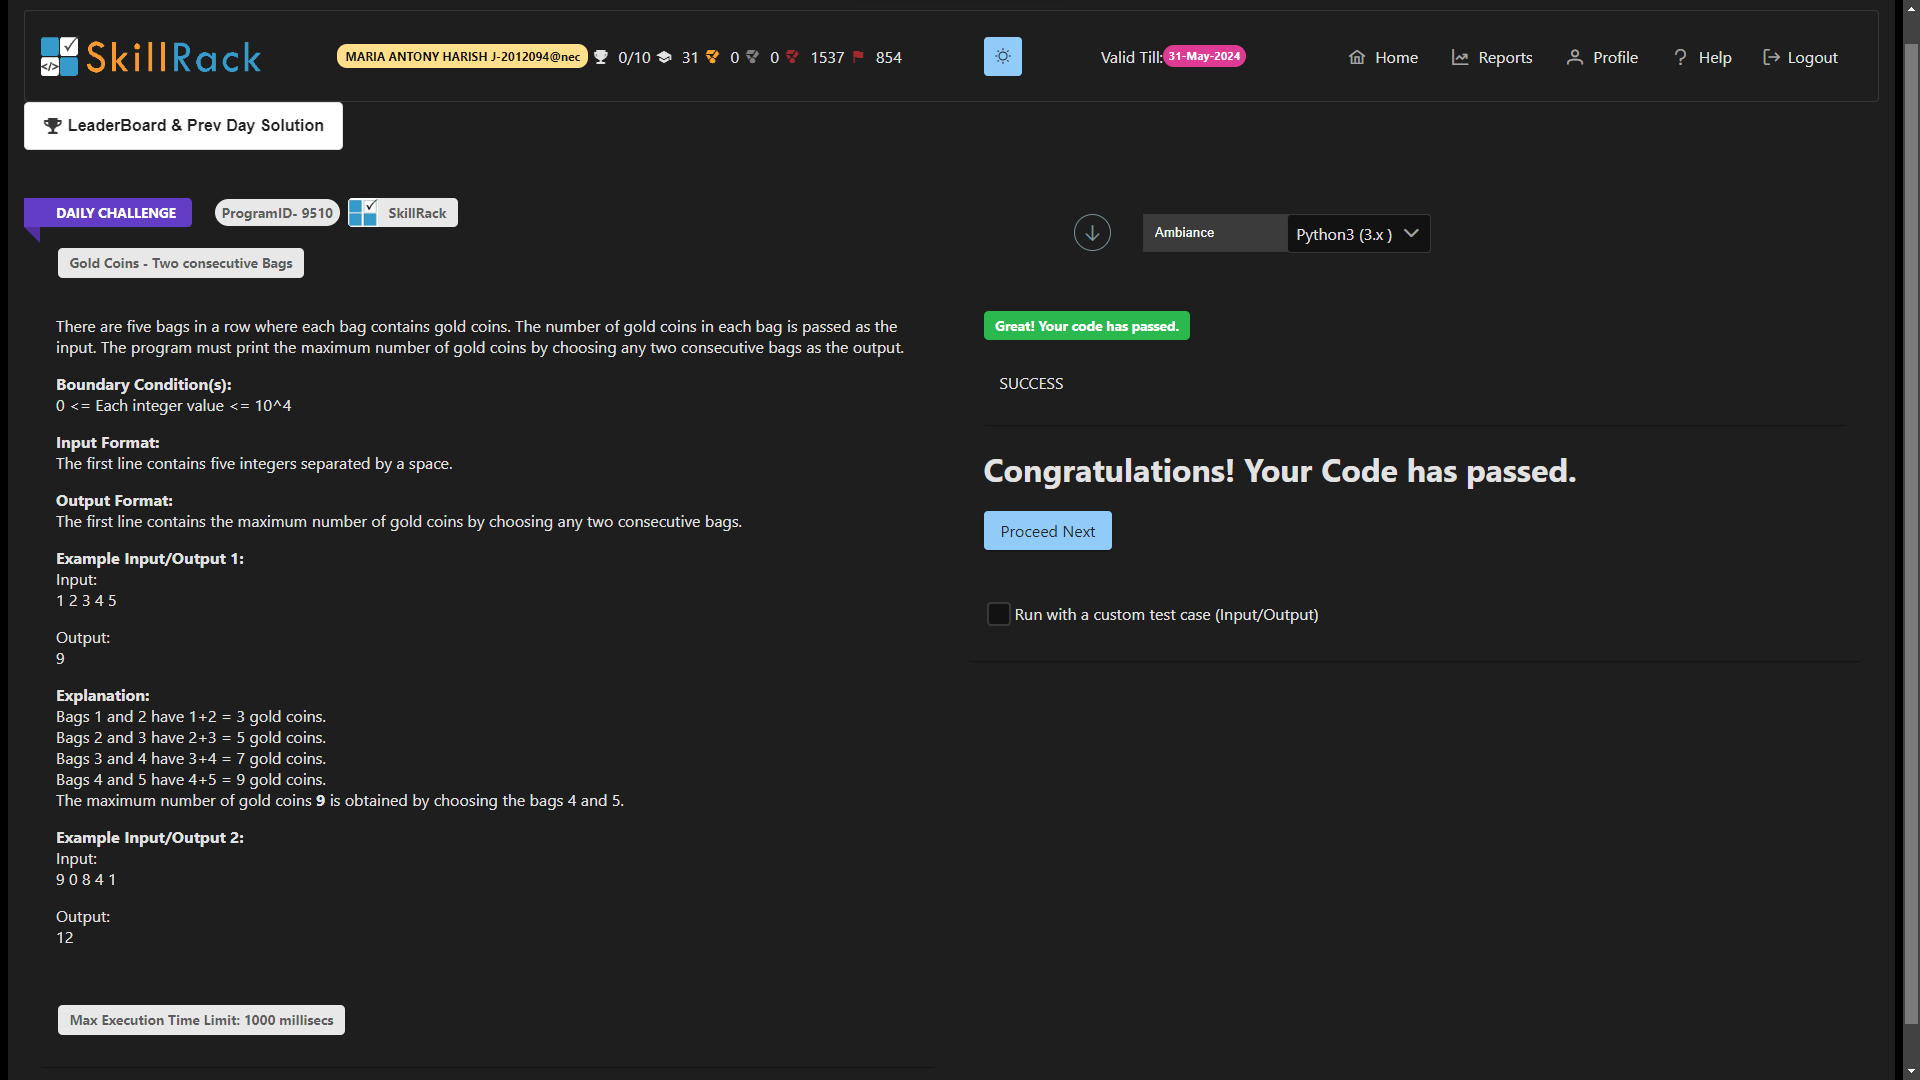 SkillRack
MARIA ANTONY HARISH J-2012094@nec 0/10 31 0 0 1537 854
Valid Till: 31-May-2024
Home Reports Profile ? Help Logout
LeaderBoard & Prev Day Solution
DAILY CHALLENGE ProgramID- 9510 SkillRack
Ambiance Python3 (3.x )
Gold Coins - Two consecutive Bags
There are five bags in a row where each bag contains gold coins. The number of gold coins in each bag is passed as the
input. The program must print the maximum number of gold coins by choosing any two consecutive bags as the output.
Boundary Condition(s):
0 <= Each integer value <= 10^4
Input Format:
The first line contains five integers separated by a space.
Output Format:
The first line contains the maximum number of gold coins by choosing any two consecutive bags.
Example Input/Output 1:
Input:
1 2 3 4 5
Output:
9
Explanation:
Bags 1 and 2 have 1+2 = 3 gold coins.
Bags 2 and 3 have 2+3 = 5 gold coins.
Bags 3 and 4 have 3+4 = 7 gold coins.
Bags 4 and 5 have 4+5 = 9 gold coins.
The maximum number of gold coins 9 is obtained by choosing the bags 4 and 5.
Example Input/Output 2:
Input:
9 0 8 4 1
Output:
12
Max Execution Time Limit: 1000 millisecs
Great! Your code has passed.
SUCCESS
Congratulations! Your Code has passed.
Proceed Next
Run with a custom test case (Input/Output)